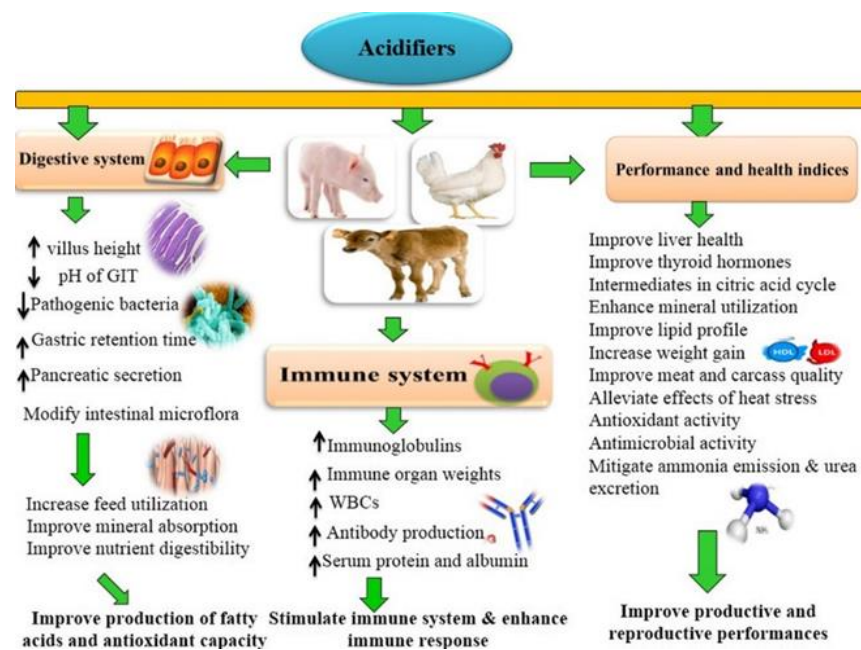 Acidifiers
Digestive system
villus height
pH of GIT
Pathogenic bacteria
Gastric retention time
Pancreatic secretion
Modify intestinal microflora
Increase feed utilization
Improve mineral absorption
Improve nutrient digestibility
Improve production of fatty
acids and antioxidant capacity
Immune system
Immunoglobulins
Immune organ weights
WBCs
Antibody production
Serum protein and albumin
Stimulate immune system & enhance
immune response
Performance and health indices
Improve liver health
Improve thyroid hormones
Intermediates in citric acid cycle
Enhance mineral utilization
Improve lipid profile
Increase weight gain
HDL
LDL
Improve meat and carcass quality
Alleviate effects of heat stress
Antioxidant activity
Antimicrobial activity
Mitigate ammonia emission & urea
excretion
Improve productive and
reproductive performances